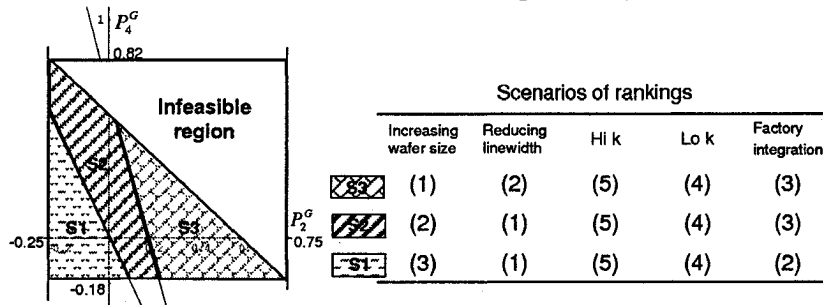 1
P₄ᴳ
0.82
Infeasible
region
S2
S1
S3
P₂ᴳ
-0.25
0.75
-0.18
Scenarios of rankings
Increasing wafer size Reducing linewidth Hi k Lo k Factory integration
S3 (1) (2) (5) (4) (3)
S2 (2) (1) (5) (4) (3)
S1 (3) (1) (5) (4) (2)